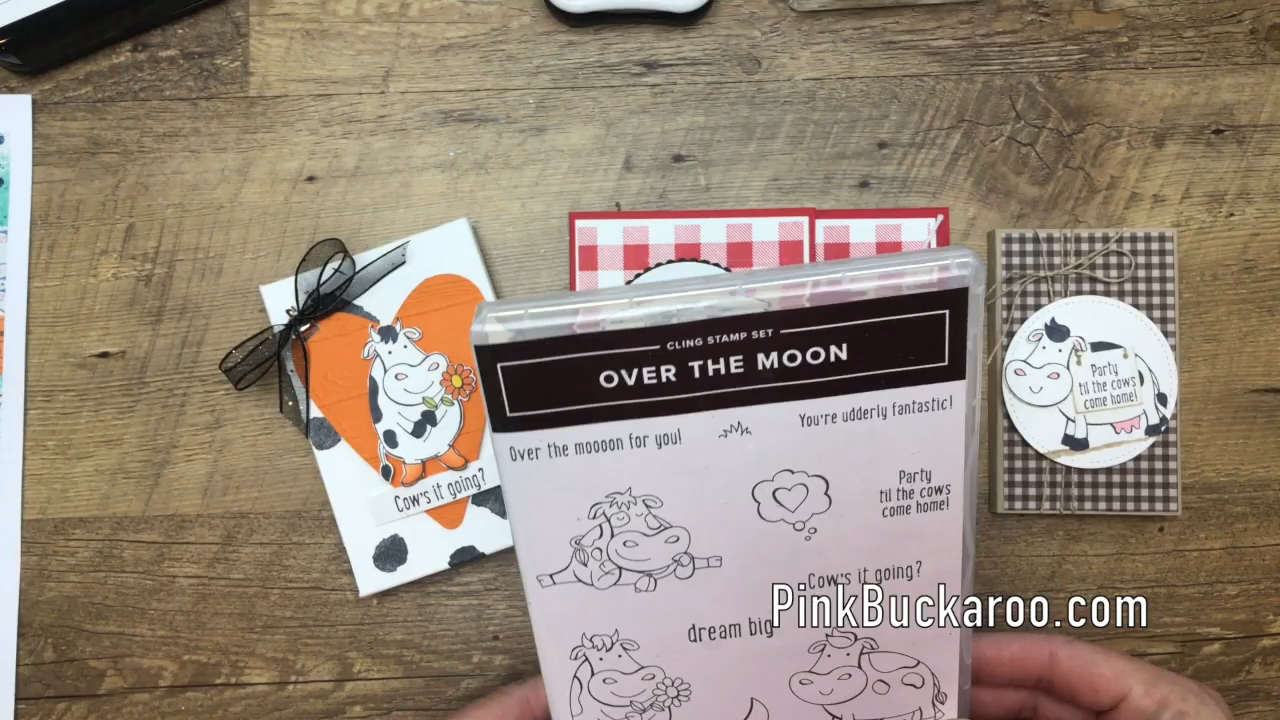 CLING STAMP SET
OVER THE MOON
Over the moooon for you!
You're udderly fantastic!
Party
til the cows
come home!
Cow's it going?
dream big
Cow's it going?
Party
til the cows
come home!
PinkBuckaroo.com